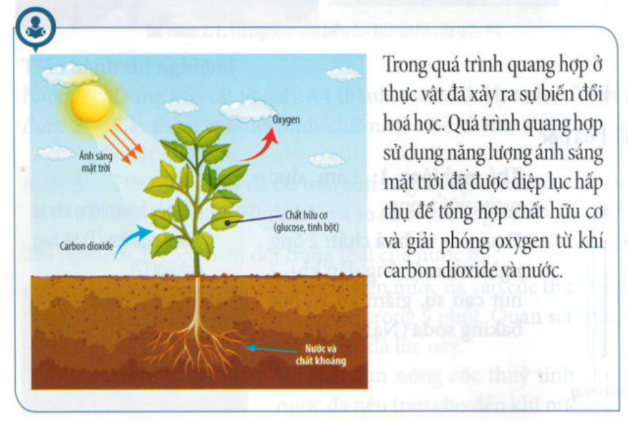 Trong quá trình quang hợp ở
thực vật đã xảy ra sự biến đổi
hoá học. Quá trình quang hợp
sử dụng năng lượng ánh sáng
mặt trời đã được diệp lục hấp
thụ để tổng hợp chất hữu cơ
và giải phóng oxygen từ khí
carbon dioxide và nước.
Oxygen
Ánh sáng
mặt trời
Chất hữu cơ
(glucose, tinh bột)
Carbon dioxide
Nước và
chất khoáng